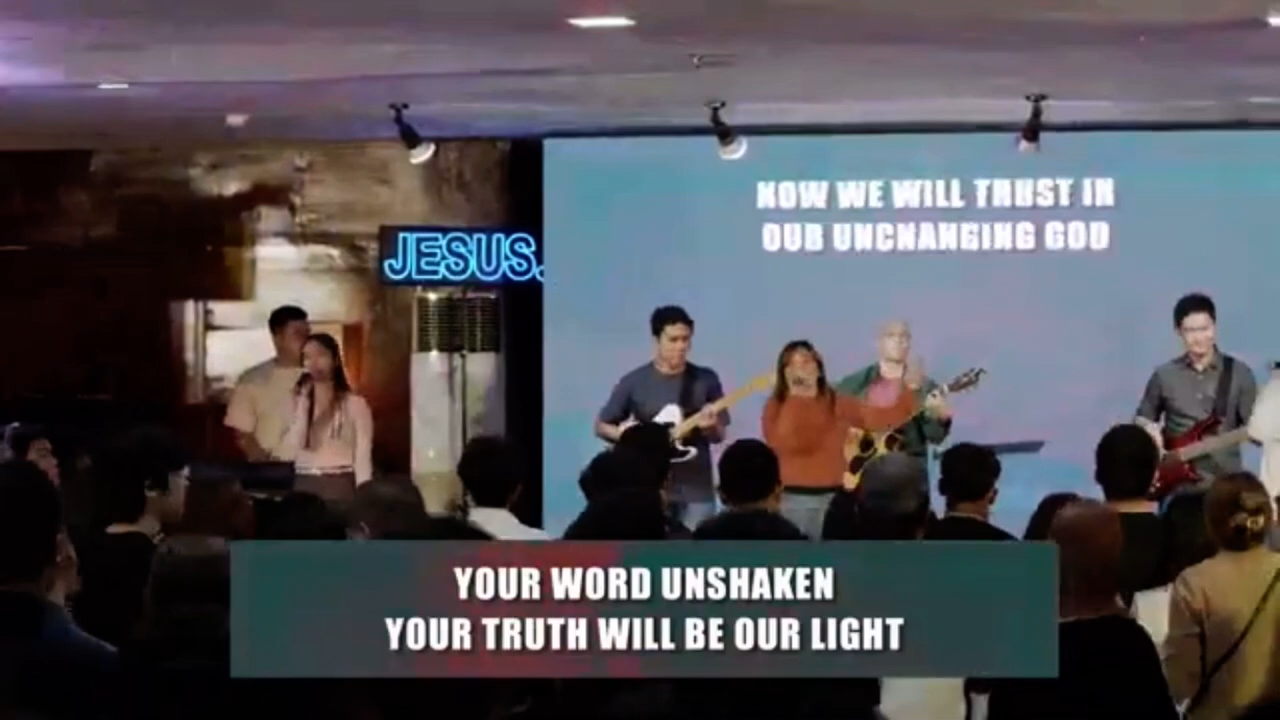 NOW WE WILL TRUST IN
OUR UNCHANGING GOD
JESUS.
YOUR WORD UNSHAKEN
YOUR TRUTH WILL BE OUR LIGHT